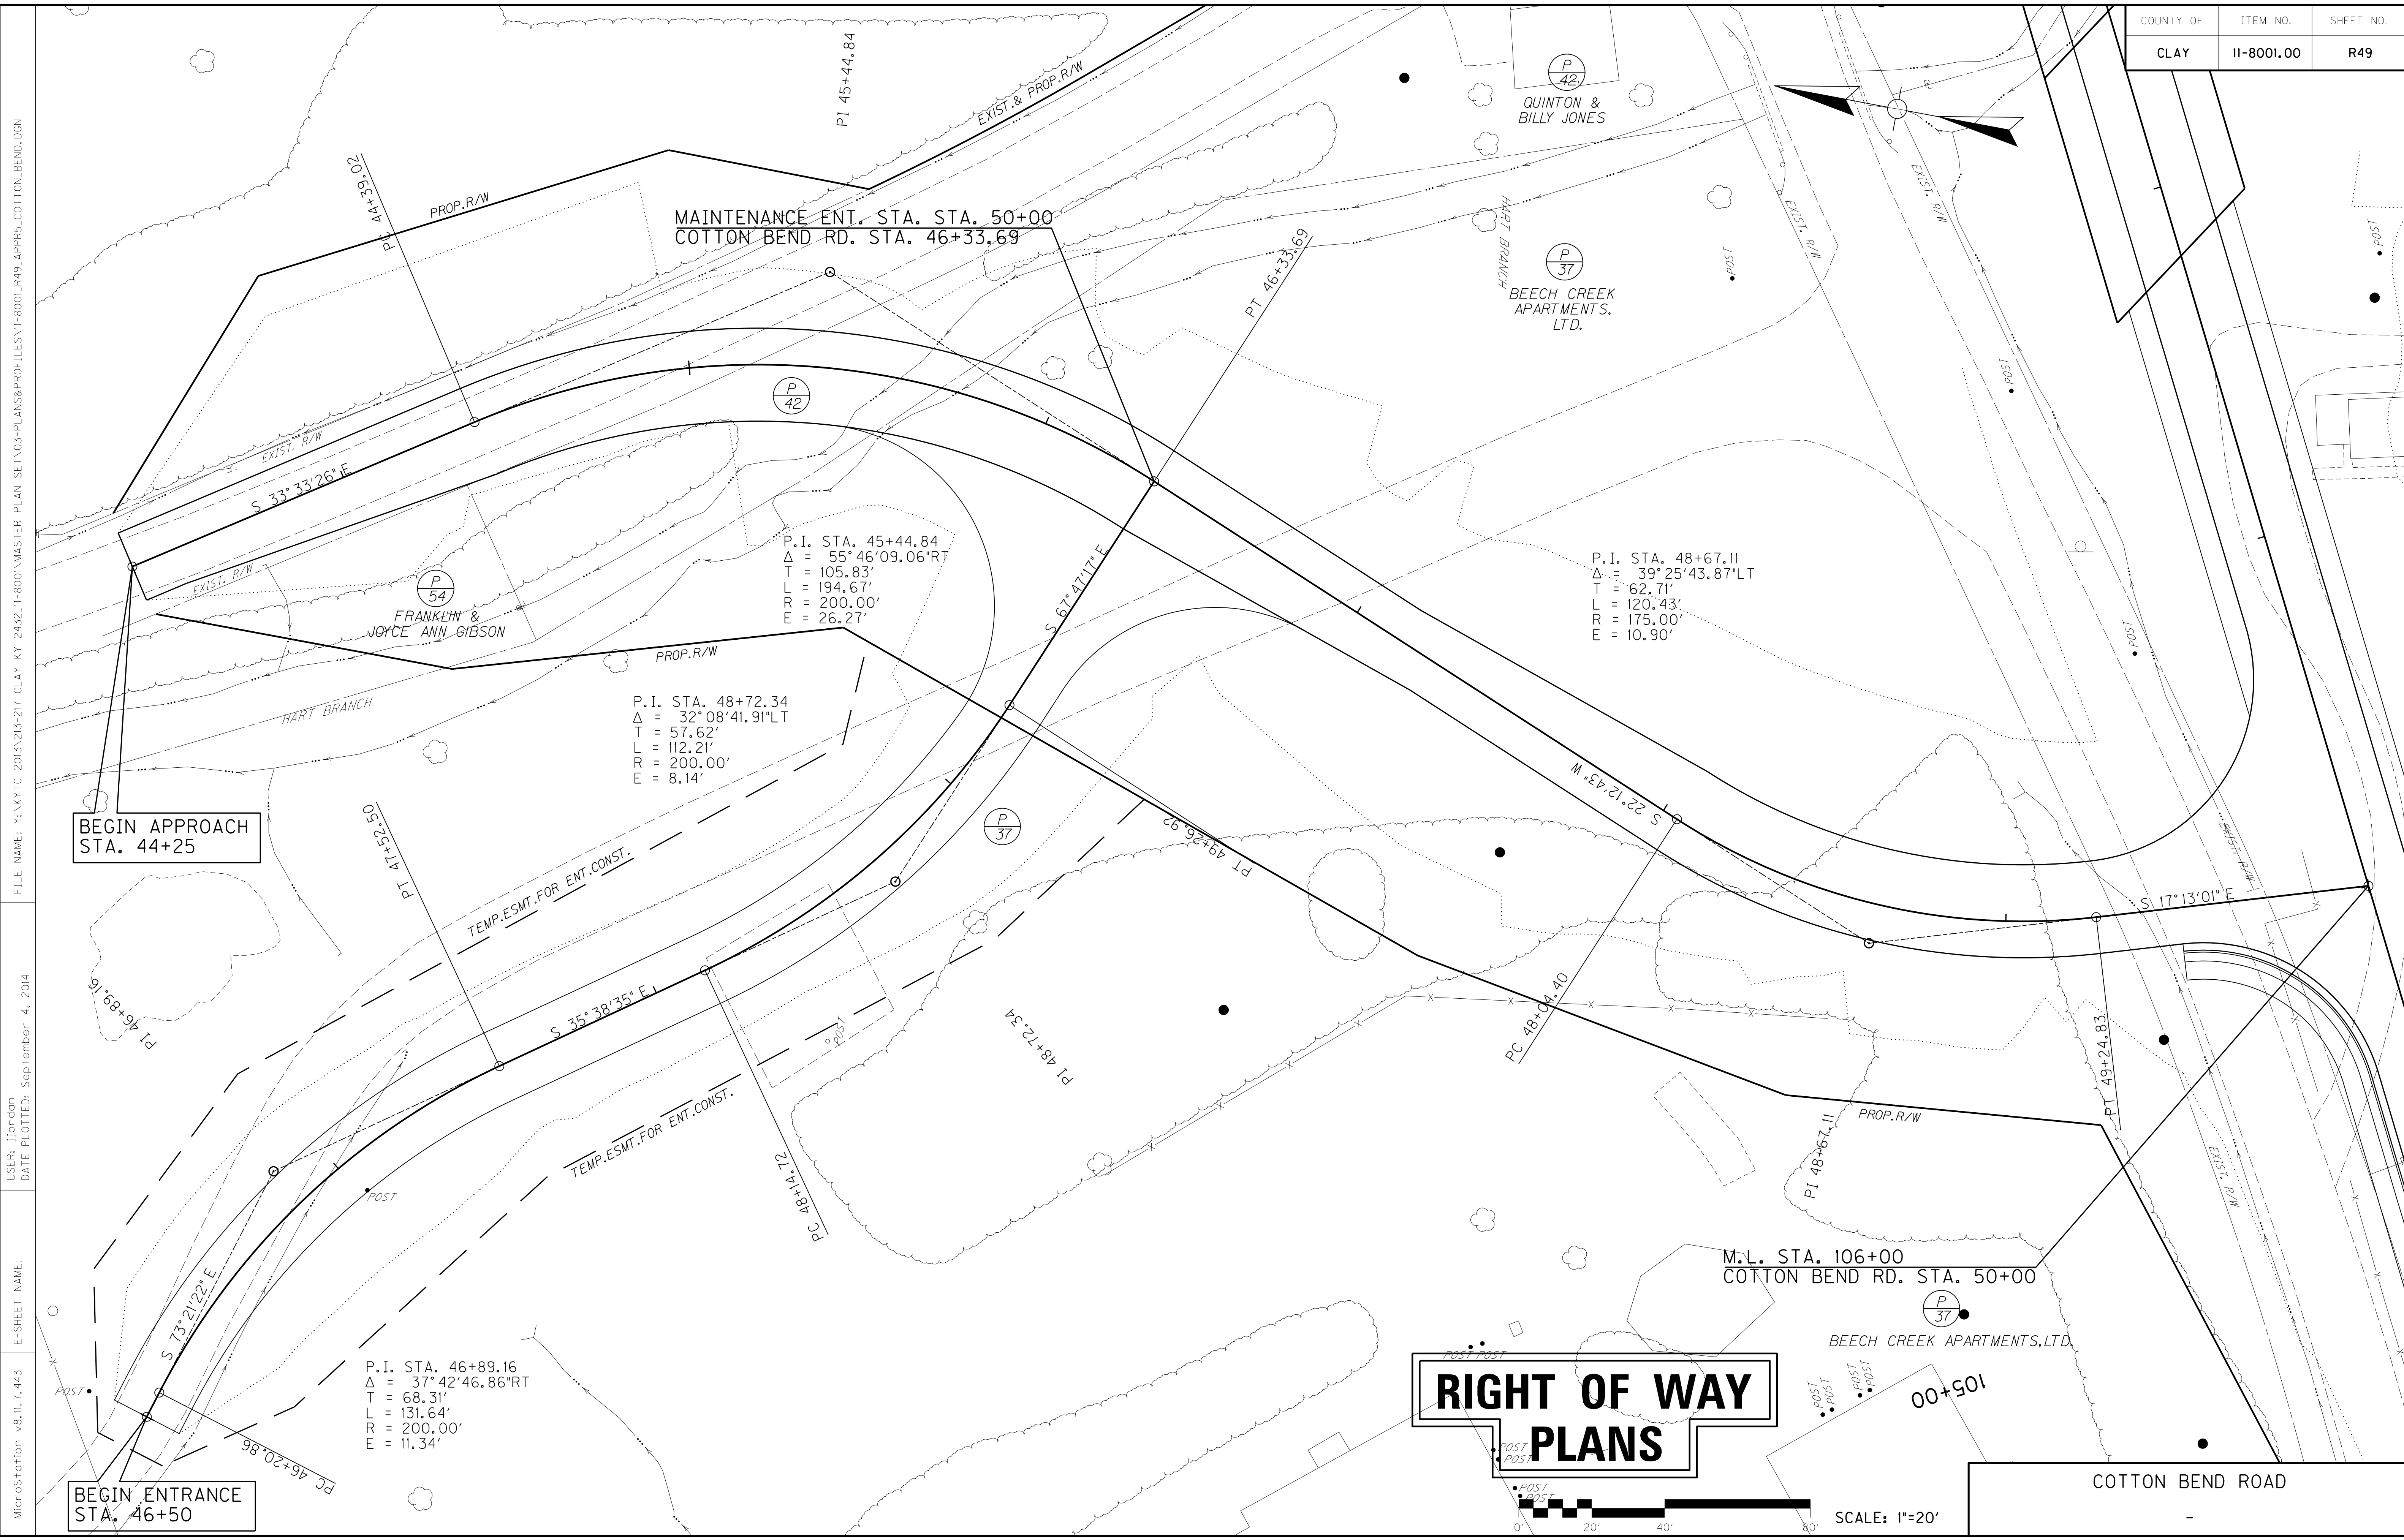 COUNTY OF
ITEM NO.
SHEET NO.
CLAY
11-8001.00
R49
FILE NAME: Y:\KYTC 2013\213-217 CLAY KY 2432.11-8001\MASTER PLAN SET\03-PLANS&PROFILES\11-8001_R49_APPR5_COTTON_BEND.DGN
USER: jjordan
DATE PLOTTED: September 4, 2014
E-SHEET NAME:
MicroStation v8.11.7.443
PI 45+44.84
EXIST.& PROP.R/W
P
42
QUINTON &
BILLY JONES
PC 44+39.02
PROP.R/W
MAINTENANCE ENT. STA. STA. 50+00
COTTON BEND RD. STA. 46+33.69
PT 46+33.69
HART BRANCH
P
37
BEECH CREEK
APARTMENTS,
LTD.
POST
EXIST. R/W
EXIST. R/W
POST
POST
POST
P
42
EXIST. R/W
S 33°33'26" E
EXIST. R/W
P
54
FRANKLIN &
JOYCE ANN GIBSON
P.I. STA. 45+44.84
Δ = 55°46'09.06"RT
T = 105.83'
L = 194.67'
R = 200.00'
E = 26.27'
S 67°47'17" E
P.I. STA. 48+67.11
Δ = 39°25'43.87"LT
T = 62.71'
L = 120.43'
R = 175.00'
E = 10.90'
PROP.R/W
HART BRANCH
P.I. STA. 48+72.34
Δ = 32°08'41.91"LT
T = 57.62'
L = 112.21'
R = 200.00'
E = 8.14'
S 22°12'43" W
BEGIN APPROACH
STA. 44+25
PT 47+52.50
TEMP.ESMT.FOR ENT.CONST.
P
37
PT 49+26.92
EXIST. R/W
S 17°13'01" E
PI 46+89.16
S 35°38'35" E
POST
PI 48+72.34
PC 48+04.40
PT 49+24.83
TEMP.ESMT.FOR ENT.CONST.
PROP.R/W
PI 48+67.11
EXIST. R/W
POST
PC 48+14.72
M.L. STA. 106+00
COTTON BEND RD. STA. 50+00
P
37
BEECH CREEK APARTMENTS,LTD.
S 73°21'22" E
P.I. STA. 46+89.16
Δ = 37°42'46.86"RT
T = 68.31'
L = 131.64'
R = 200.00'
E = 11.34'
POST
POST POST
RIGHT OF WAY
PLANS
POST
POST
POST
POST
POST
POST
POST
POST
105+00
PC 46+20.86
BEGIN ENTRANCE
STA. 46+50
0' 20' 40' 80'
SCALE: 1"=20'
COTTON BEND ROAD
-